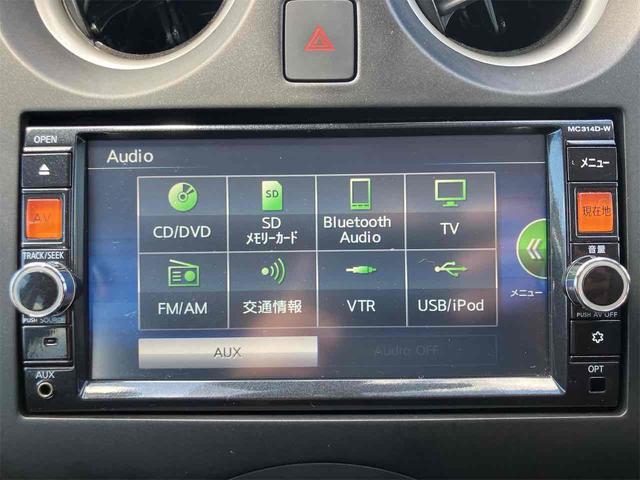 OPEN
MC314D-W
Audio
メニュー
AV
現在地
CD/DVD
SD
メモリーカード
Bluetooth
Audio
TV
TRACK/SEEK
音量
FM/AM
交通情報
VTR
USB/iPod
メニュー
PUSH SOURCE
PUSH AV OFF
AUX
Audio OFF
AUX
OPT